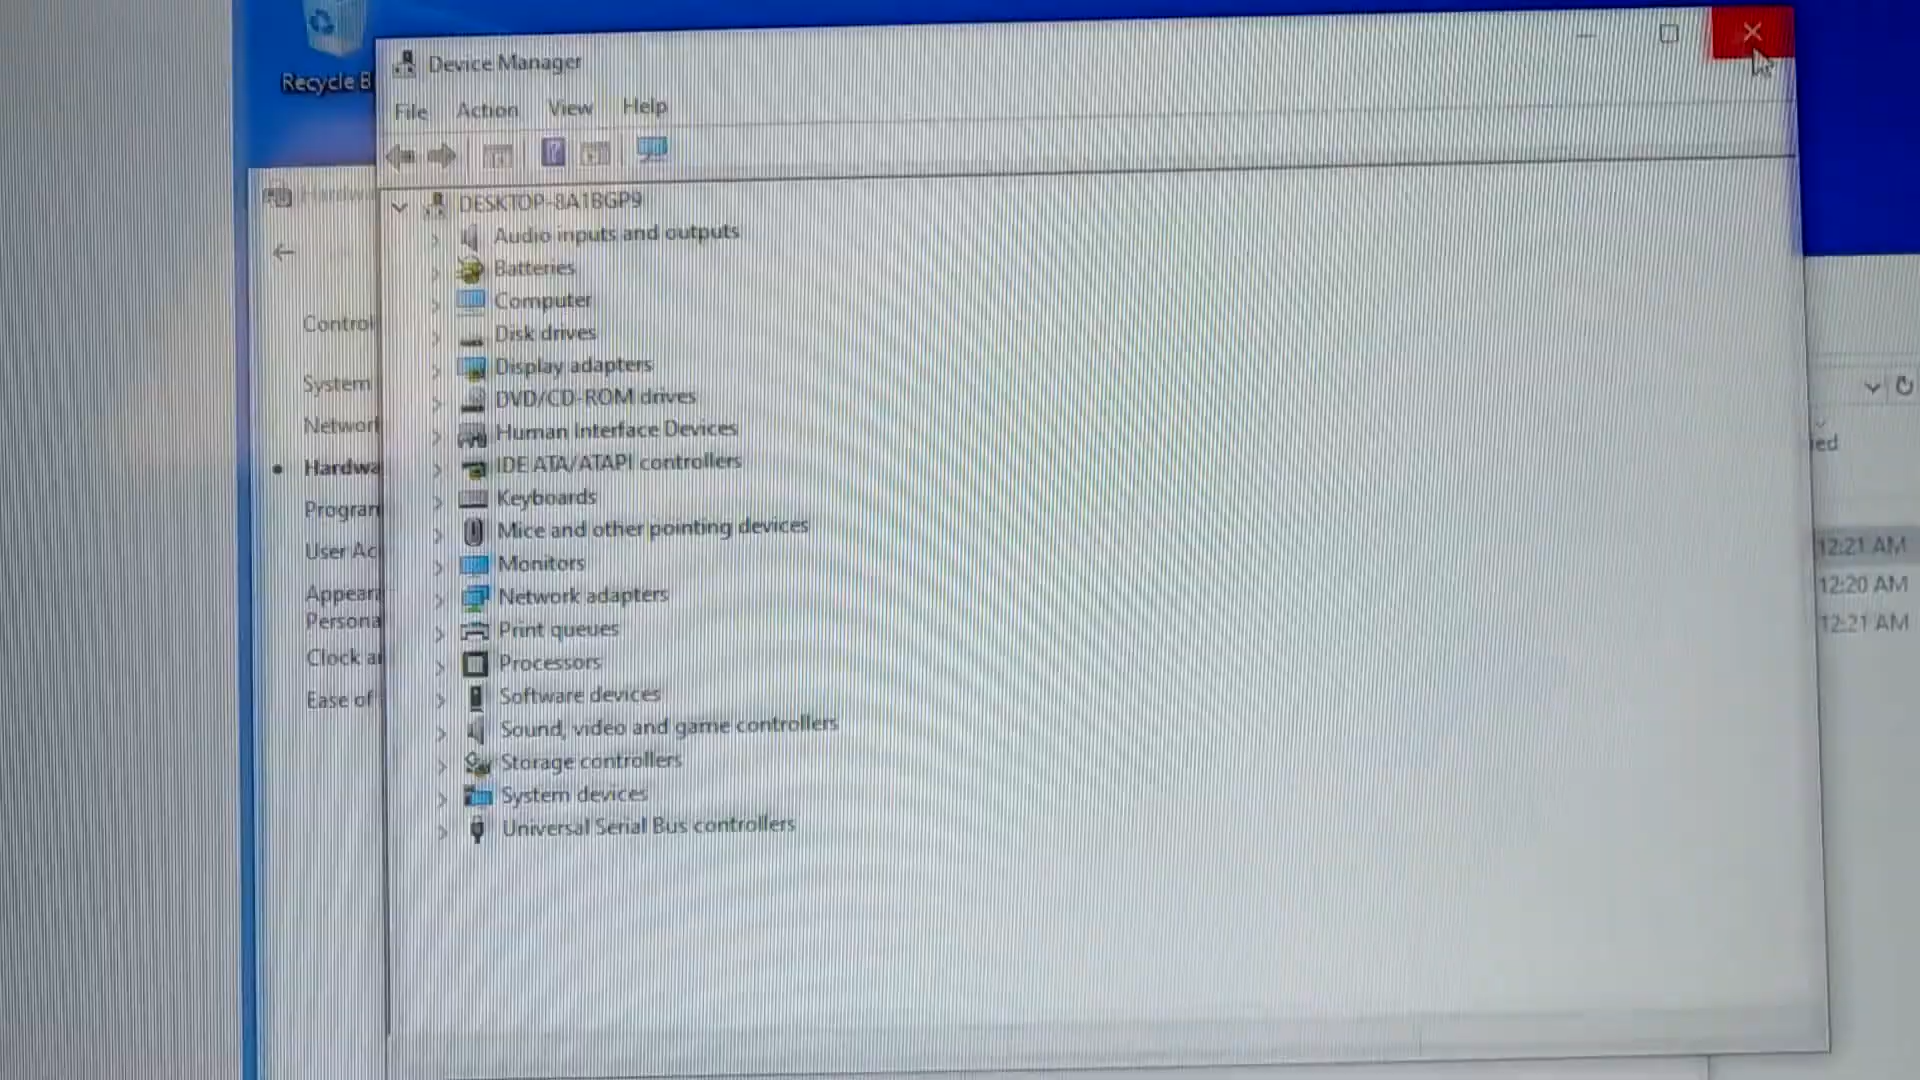 Recycle B
Device Manager
File Action View Help
Hardwa
DESKTOP-8A1BGP9
Audio inputs and outputs
Batteries
Computer
Disk drives
Display adapters
DVD/CD-ROM drives
Human Interface Devices
IDE ATA/ATAPI controllers
Keyboards
Mice and other pointing devices
Monitors
Network adapters
Print queues
Processors
Software devices
Sound, video and game controllers
Storage controllers
System devices
Universal Serial Bus controllers
Control
System
Networ
Hardwa
Program
User Ac
Appeara
Persona
Clock a
Ease of
ied
12:21 AM
12:20 AM
12:21 AM